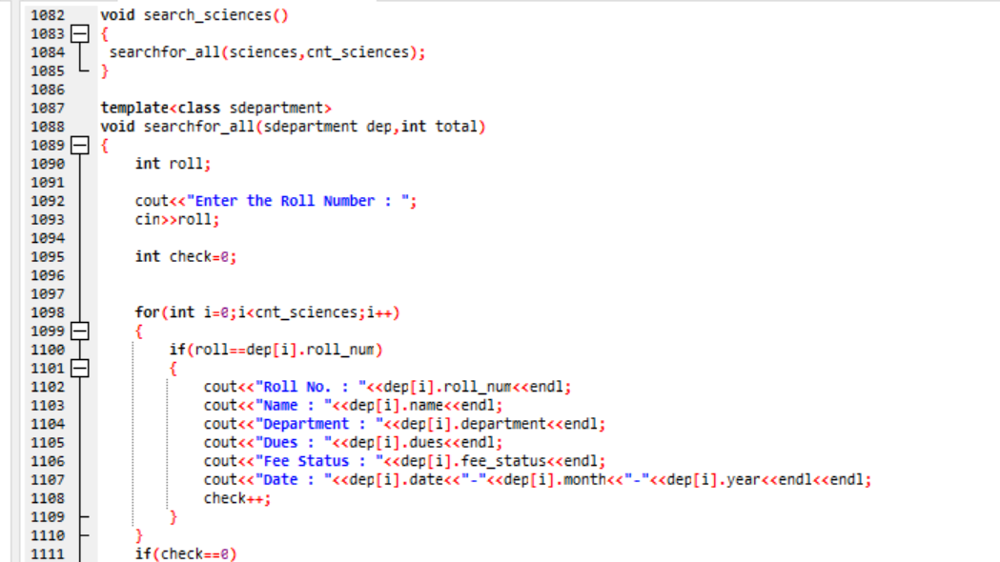 1082 void search_sciences()
1083 {
1084 searchfor_all(sciences,cnt_sciences);
1085 }
1086
1087 template<class sdepartment>
1088 void searchfor_all(sdepartment dep,int total)
1089 {
1090 int roll;
1091
1092 cout<<"Enter the Roll Number : ";
1093 cin>>roll;
1094
1095 int check=0;
1096
1097
1098 for(int i=0;i<cnt_sciences;i++)
1099 {
1100 if(roll==dep[i].roll_num)
1101 {
1102 cout<<"Roll No. : "<<dep[i].roll_num<<endl;
1103 cout<<"Name : "<<dep[i].name<<endl;
1104 cout<<"Department : "<<dep[i].department<<endl;
1105 cout<<"Dues : "<<dep[i].dues<<endl;
1106 cout<<"Fee Status : "<<dep[i].fee_status<<endl;
1107 cout<<"Date : "<<dep[i].date<<"-"<<dep[i].month<<"-"<<dep[i].year<<endl<<endl;
1108 check++;
1109 }
1110 }
1111 if(check==0)